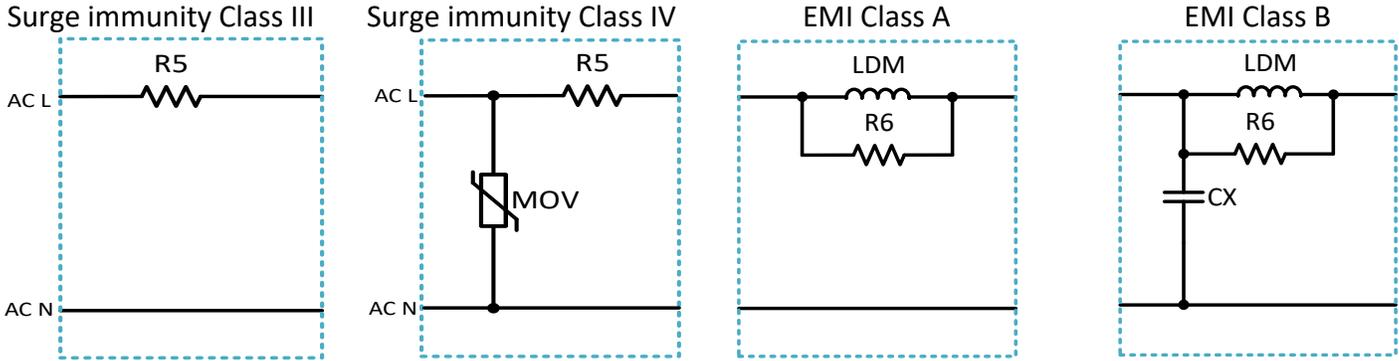 Surge immunity Class III
R5
AC L
AC N
Surge immunity Class IV
R5
AC L
MOV
AC N
EMI Class A
LDM
R6
EMI Class B
LDM
R6
CX